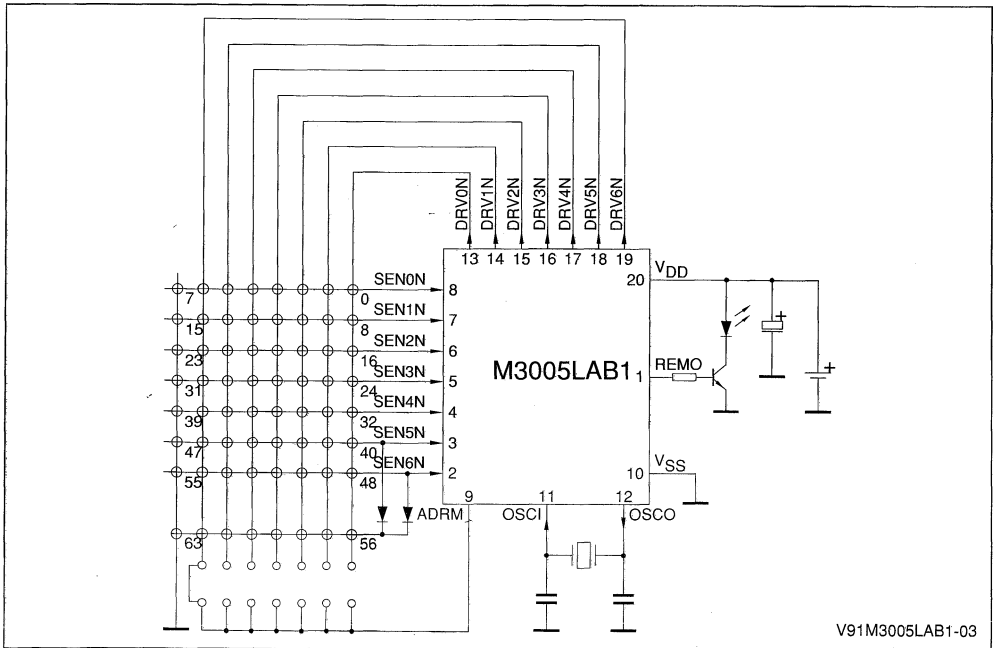 DRV0N
DRV1N
DRV2N
DRV3N
DRV4N
DRV5N
DRV6N
13 14 15 16 17 18 19
7 0 SEN0N 8
15 8 SEN1N 7
23 16 SEN2N 6
31 24 SEN3N 5
39 32 SEN4N 4
47 40 SEN5N 3
55 48 SEN6N 2
63 56
M3005LAB1
20 VDD
+
+
1 REMO
10 VSS
9 11 12
ADRM OSCI OSCO
V91M3005LAB1-03